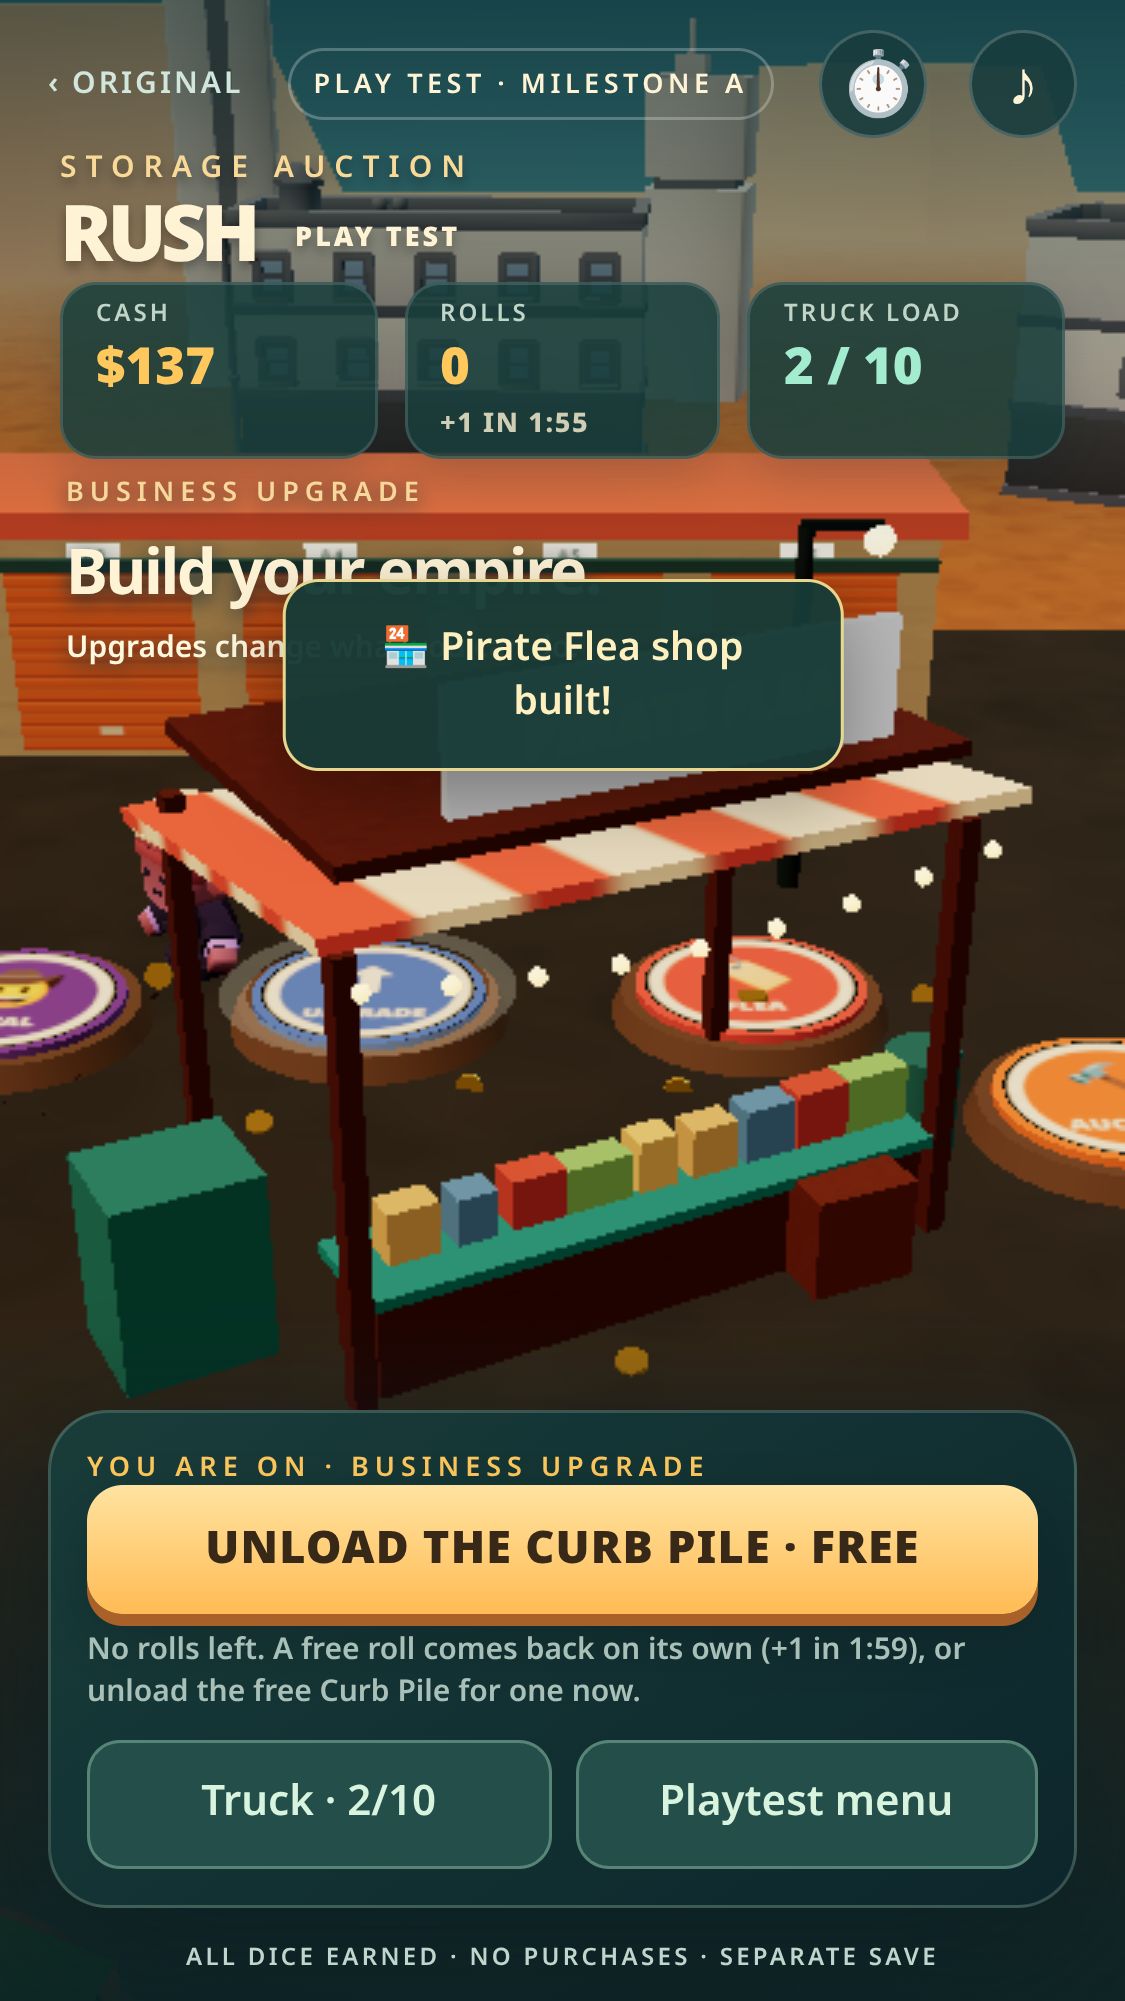 ‹ ORIGINAL
PLAY TEST · MILESTONE A
♪
STORAGE AUCTION
RUSH PLAY TEST
CASH
$137
ROLLS
0
+1 IN 1:55
TRUCK LOAD
2 / 10
BUSINESS UPGRADE
Build your empire.
Upgrades change
🏪 Pirate Flea shop
built!
YOU ARE ON · BUSINESS UPGRADE
UNLOAD THE CURB PILE · FREE
No rolls left. A free roll comes back on its own (+1 in 1:59), or
unload the free Curb Pile for one now.
Truck · 2/10
Playtest menu
ALL DICE EARNED · NO PURCHASES · SEPARATE SAVE